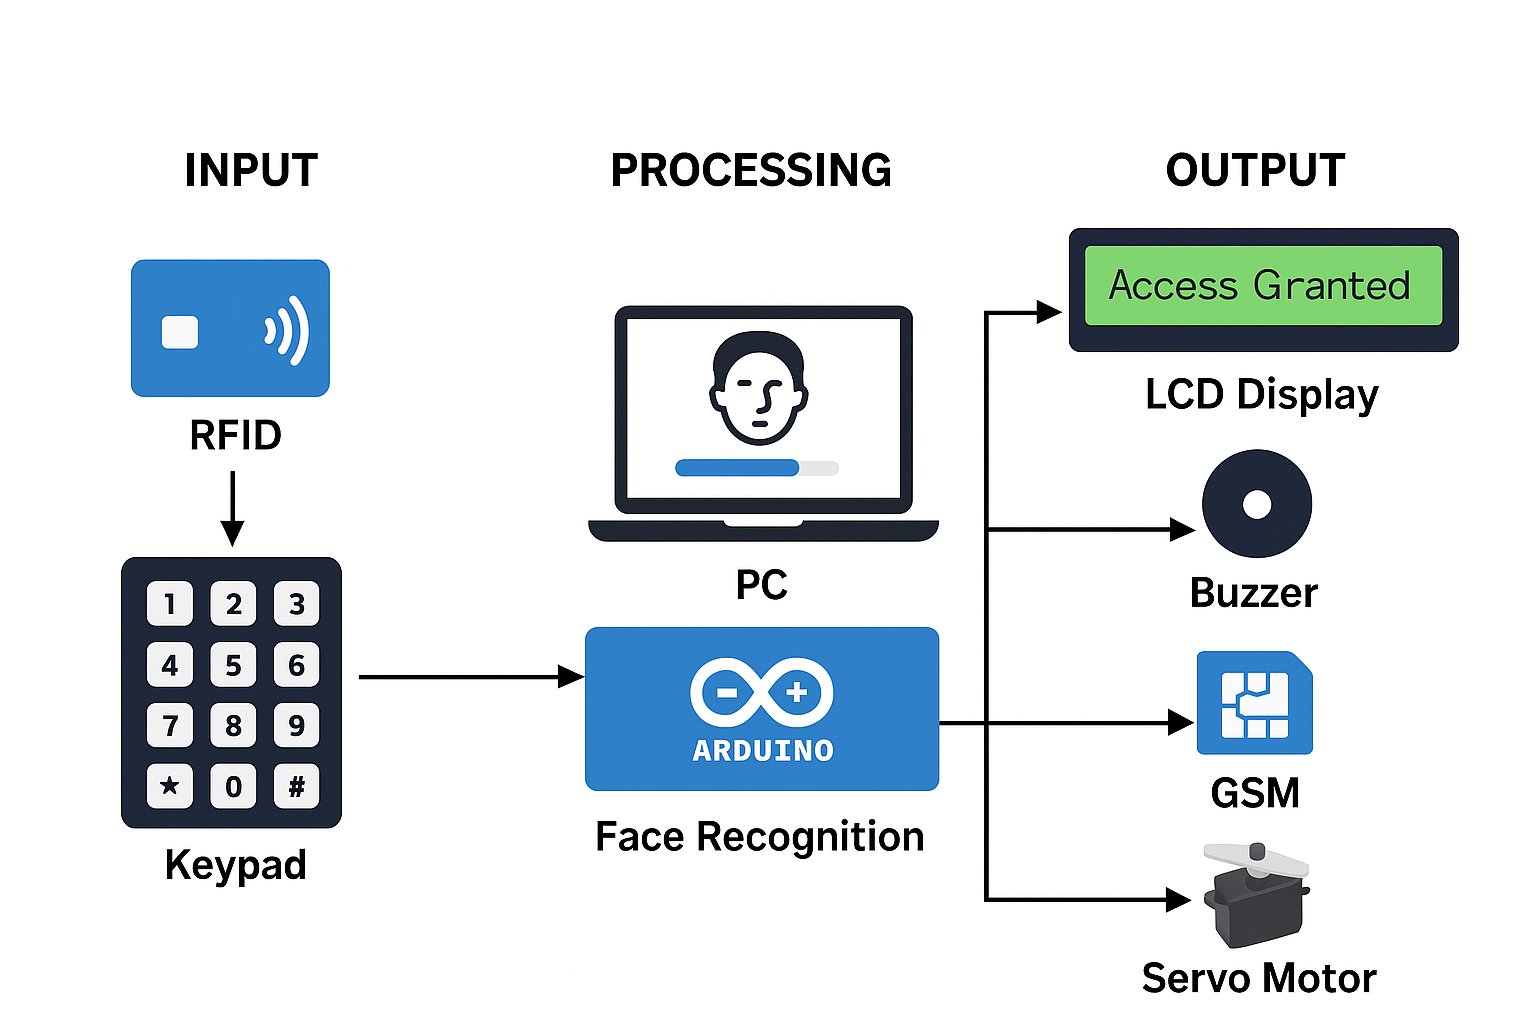 INPUT
PROCESSING
OUTPUT
RFID
1 2 3
4 5 6
7 8 9
* 0 #
Keypad
PC
- +
ARDUINO
Face Recognition
Access Granted
LCD Display
Buzzer
GSM
Servo Motor